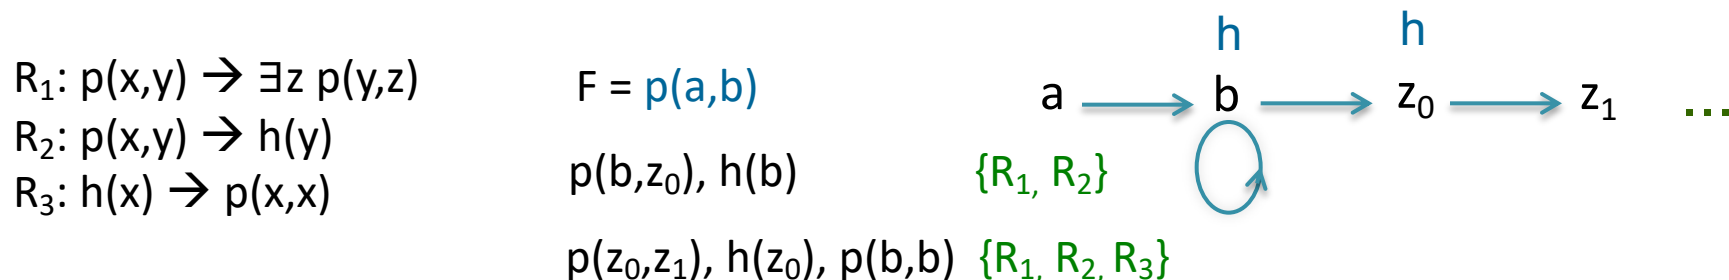 R₁: p(x,y) → ∃z p(y,z)
R₂: p(x,y) → h(y)
R₃: h(x) → p(x,x)
F = p(a,b)
p(b,z₀), h(b) {R₁, R₂}
p(z₀,z₁), h(z₀), p(b,b) {R₁, R₂, R₃}
h h
a b z₀ z₁ ...